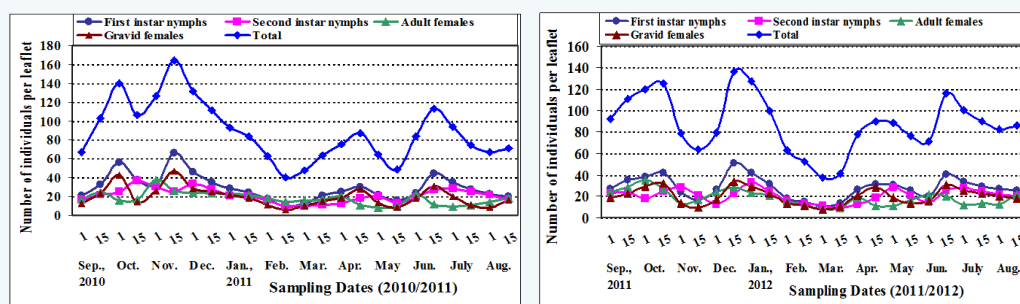 First instar nymphs Second instar nymphs Adult females
Gravid females Total
Number of individuals per leaflet
180
160
140
120
100
80
60
40
20
0
1 15 1 15 1 15 1 15 1 15 1 15 1 15 1 15 1 15 1 15 1 15 1 15
Sep., Oct. Nov. Dec. Jan., Feb. Mar. Apr. May Jun. July Aug.
2010 2011
Sampling Dates (2010/2011)
First instar nymphs Second instar nymphs Adult females
Gravid females Total
Number of individuals per leaflet
160
140
120
100
80
60
40
20
0
1 15 1 15 1 15 1 15 1 15 1 15 1 15 1 15 1 15 1 15 1 15 1 15
Sep., Oct. Nov. Dec. Jan., Feb. Mar. Apr. May Jun. July Aug.
2011 2012
Sampling Dates (2011/2012)